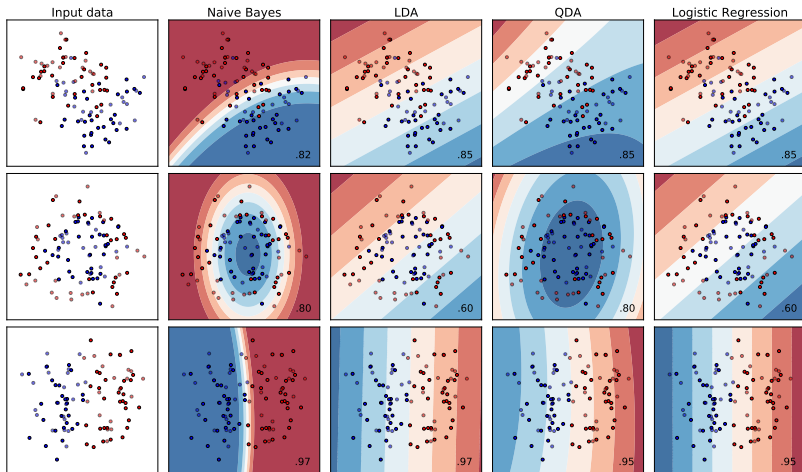 Input data Naive Bayes LDA QDA Logistic Regression
.82 .85 .85 .85
.80 .60 .80 .60
.97 .97 .95 .95